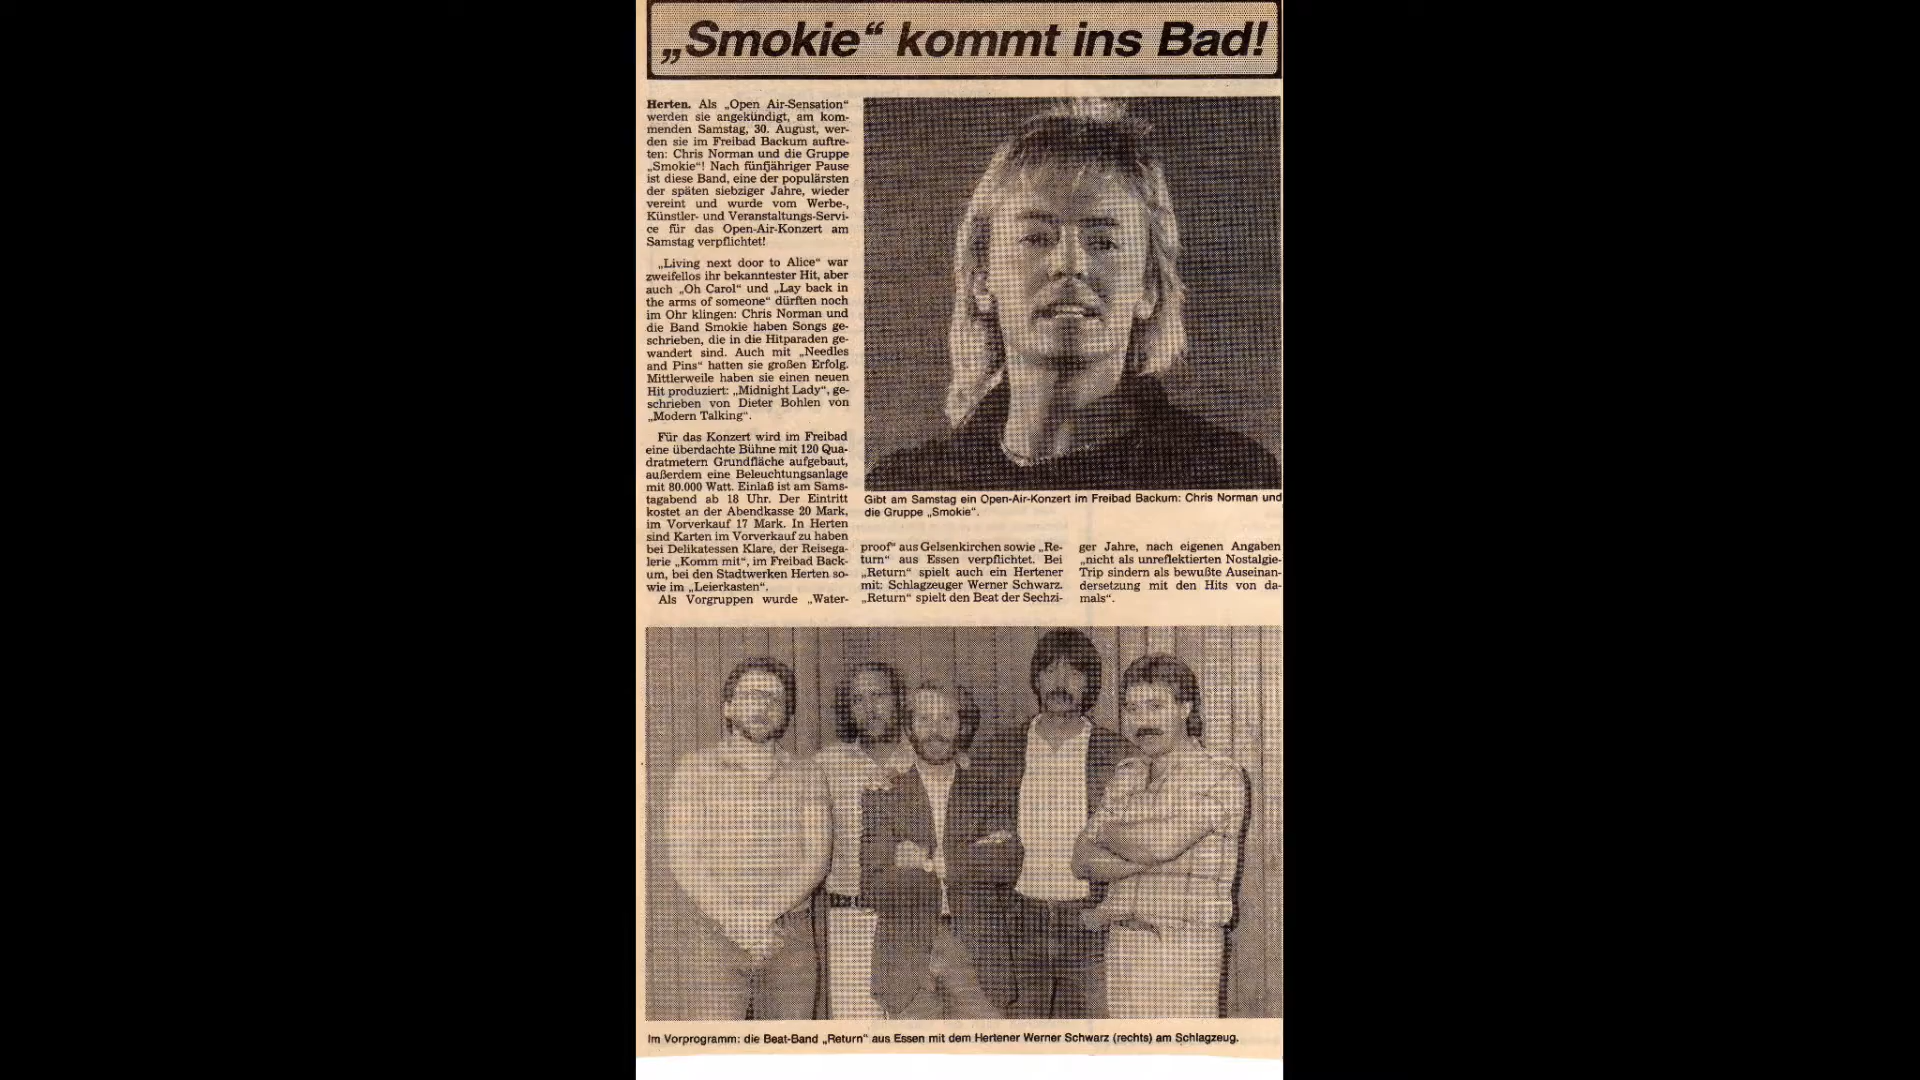 „Smokie“ kommt ins Bad!
Herten. Als „Open Air-Sensation“
werden sie angekündigt, am kom-
menden Samstag, 30. August, wer-
den sie im Freibad Backum auftre-
ten: Chris Norman und die Gruppe
„Smokie“! Nach fünfjähriger Pause
ist diese Band, eine der populärsten
der späten siebziger Jahre, wieder
vereint und wurde vom Werbe-,
Künstler- und Veranstaltungs-Servi-
ce für das Open-Air-Konzert am
Samstag verpflichtet!
„Living next door to Alice“ war
zweifellos ihr bekanntester Hit, aber
auch „Oh Carol“ und „Lay back in
the arms of someone“ dürften noch
im Ohr klingen: Chris Norman und
die Band Smokie haben Songs ge-
schrieben, die in die Hitparaden ge-
wandert sind. Auch mit „Needles
and Pins“ hatten sie großen Erfolg.
Mittlerweile haben sie einen neuen
Hit produziert: „Midnight Lady“, ge-
schrieben von Dieter Bohlen von
„Modern Talking“.
Für das Konzert wird im Freibad
eine überdachte Bühne mit 120 Qua-
dratmetern Grundfläche aufgebaut,
außerdem eine Beleuchtungsanlage
mit 80.000 Watt. Einlaß ist am Sams-
tagabend ab 18 Uhr. Der Eintritt
kostet an der Abendkasse 20 Mark,
im Vorverkauf 17 Mark. In Herten
sind Karten im Vorverkauf zu haben
bei Delikatessen Klare, der Reisega-
lerie „Komm mit“, im Freibad Back-
um, bei den Stadtwerken Herten so-
wie im „Leierkasten“.
Als Vorgruppen wurde „Water-
proof“ aus Gelsenkirchen sowie „Re-
turn“ aus Essen verpflichtet. Bei
„Return“ spielt auch ein Hertener
mit: Schlagzeuger Werner Schwarz.
„Return“ spielt den Beat der Sechzi-
ger Jahre, nach eigenen Angaben
„nicht als unreflektierten Nostalgie-
Trip sindern als bewußte Auseinan-
dersetzung mit den Hits von da-
mals“.
Gibt am Samstag ein Open-Air-Konzert im Freibad Backum: Chris Norman und
die Gruppe „Smokie“.
Im Vorprogramm: die Beat-Band „Return“ aus Essen mit dem Hertener Werner Schwarz (rechts) am Schlagzeug.